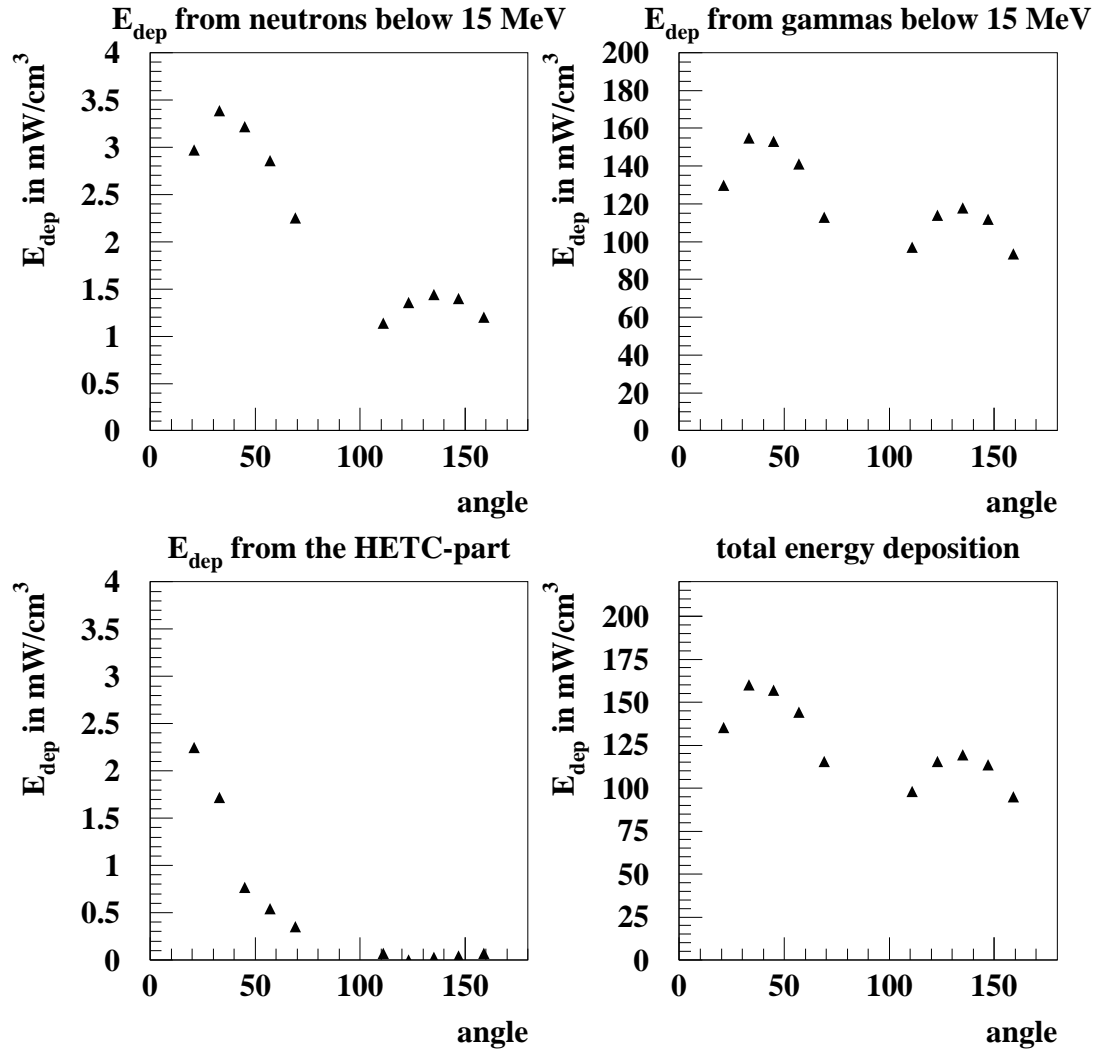 E_dep from neutrons below 15 MeV
E_dep in mW/cm^3
4
3.5
3
2.5
2
1.5
1
0.5
0
0 50 100 150
angle
E_dep from gammas below 15 MeV
E_dep in mW/cm^3
200
180
160
140
120
100
80
60
40
20
0
0 50 100 150
angle
E_dep from the HETC-part
E_dep in mW/cm^3
4
3.5
3
2.5
2
1.5
1
0.5
0
0 50 100 150
angle
total energy deposition
E_dep in mW/cm^3
200
175
150
125
100
75
50
25
0
0 50 100 150
angle